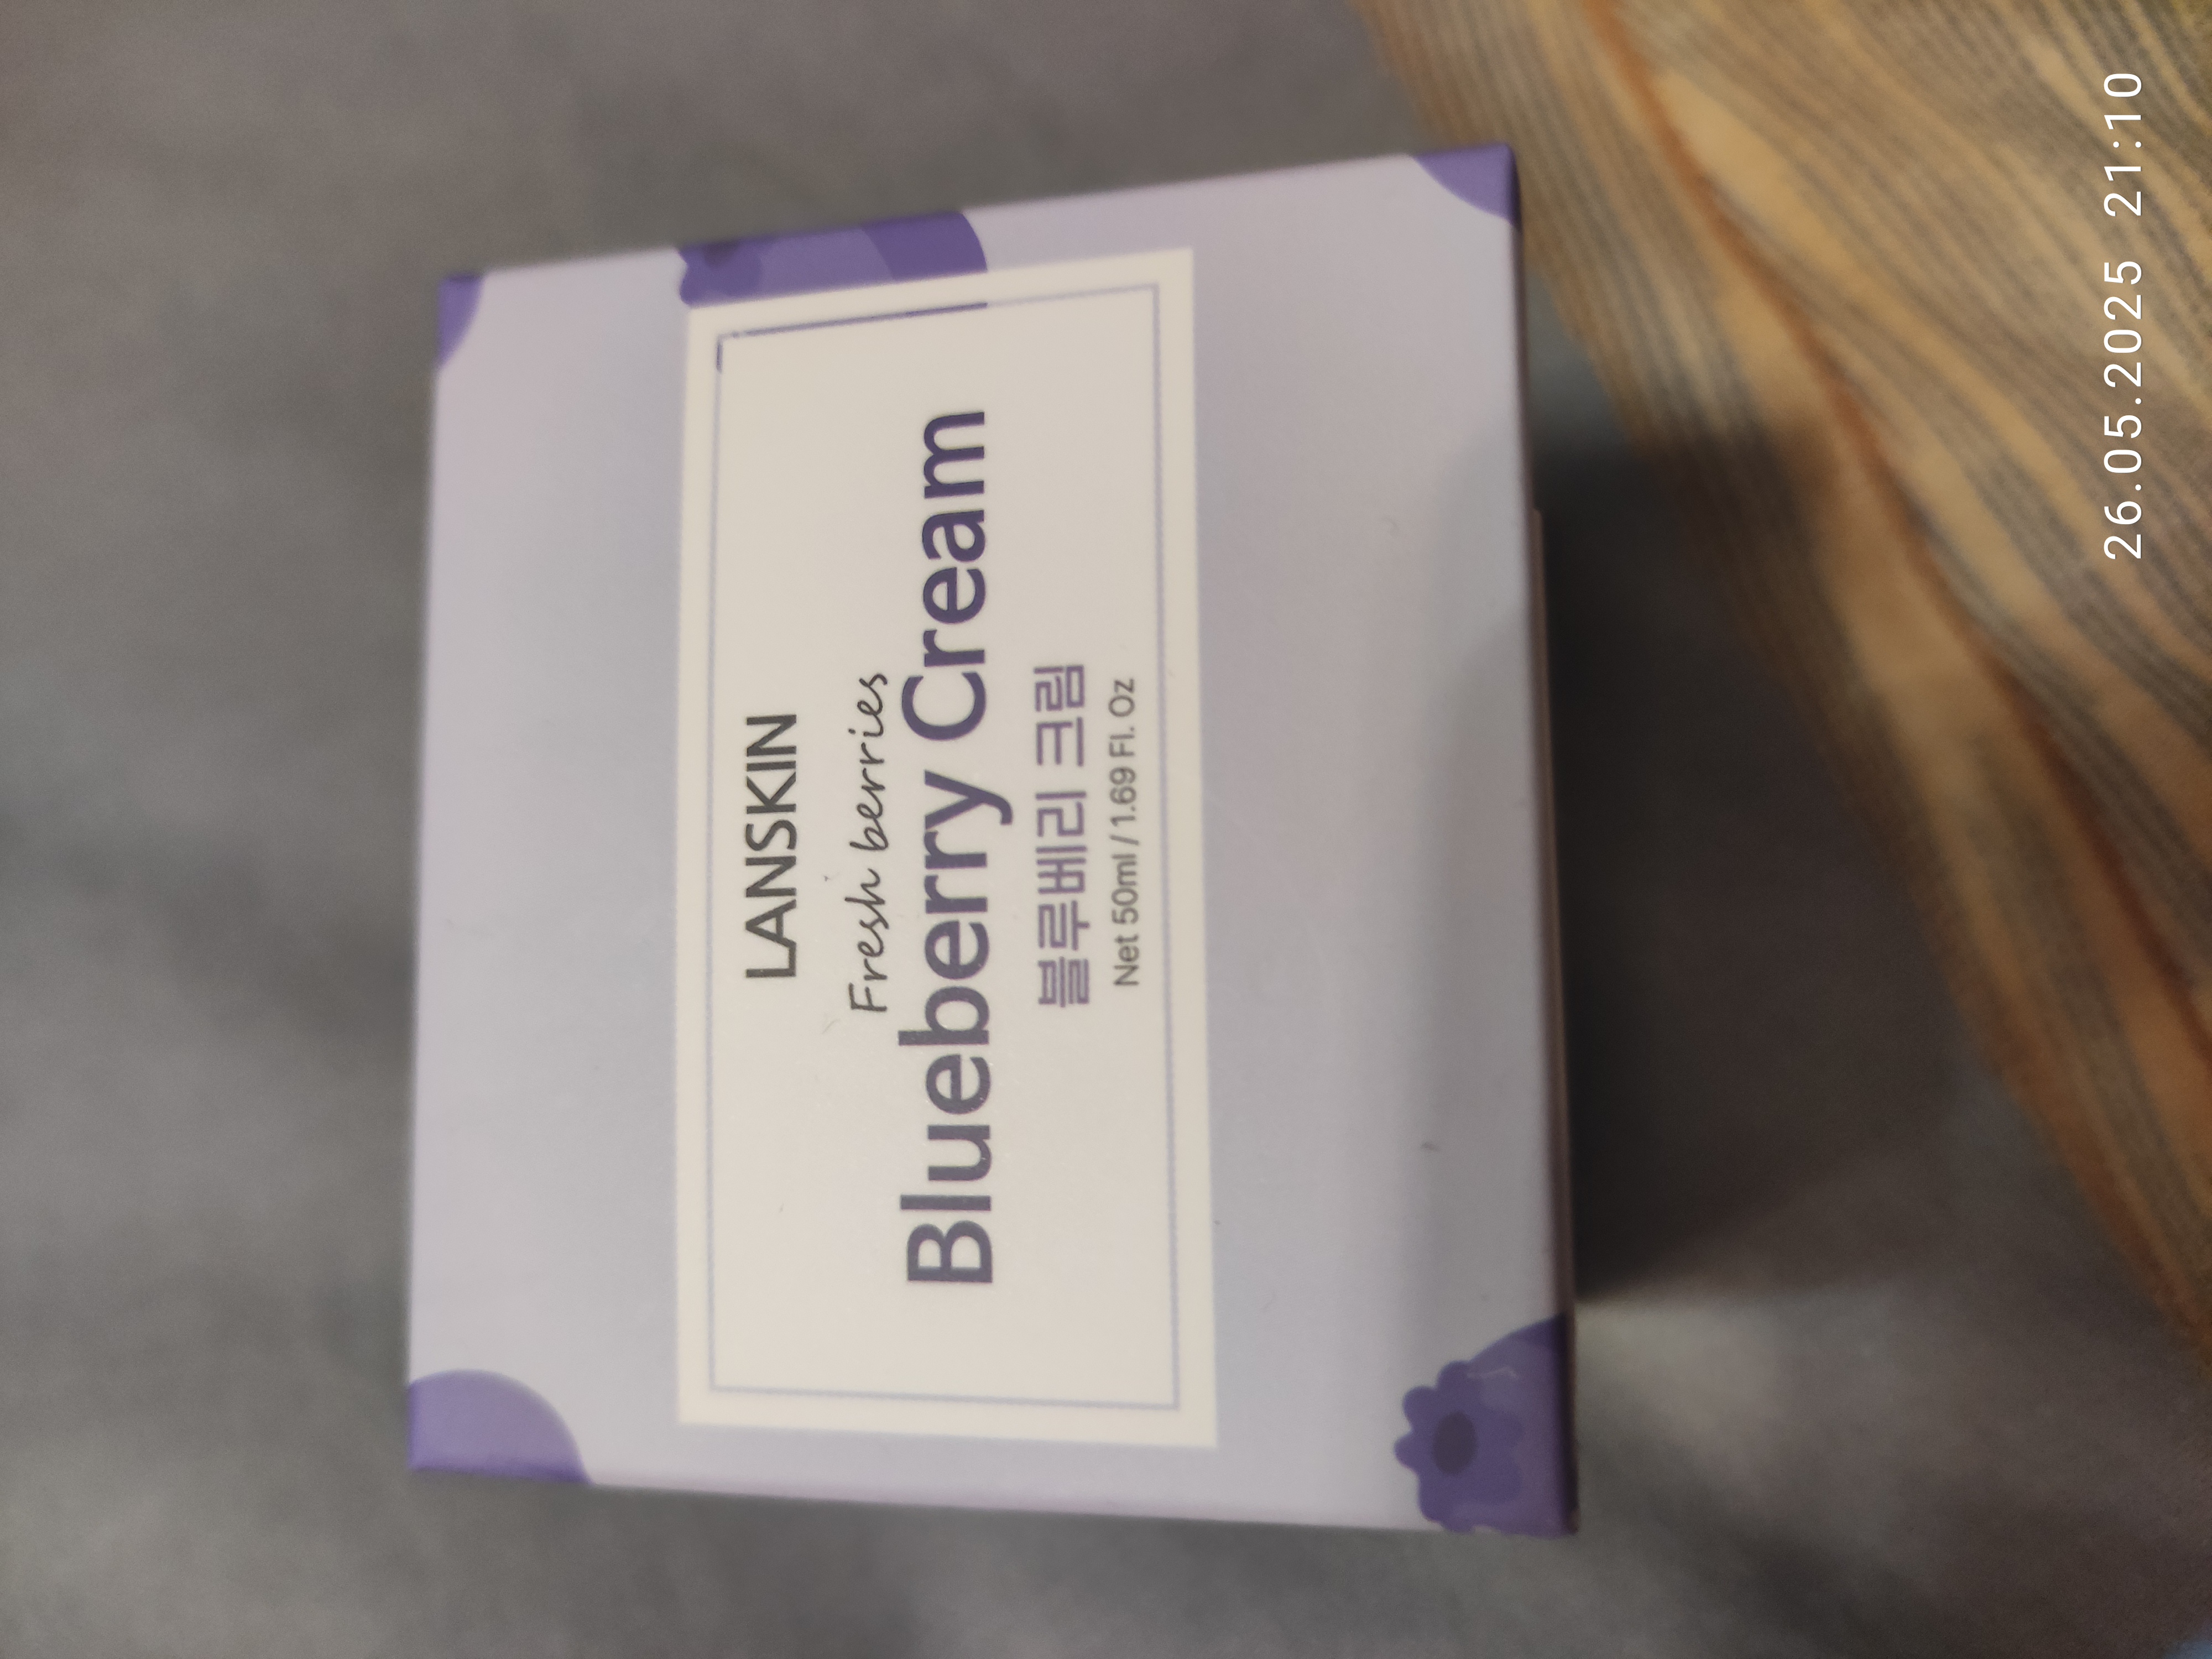 LANSKIN
Fresh berries
Blueberry Cream
블루베리 크림
Net 50ml / 1.69 Fl. Oz
26.05.2025 21:10